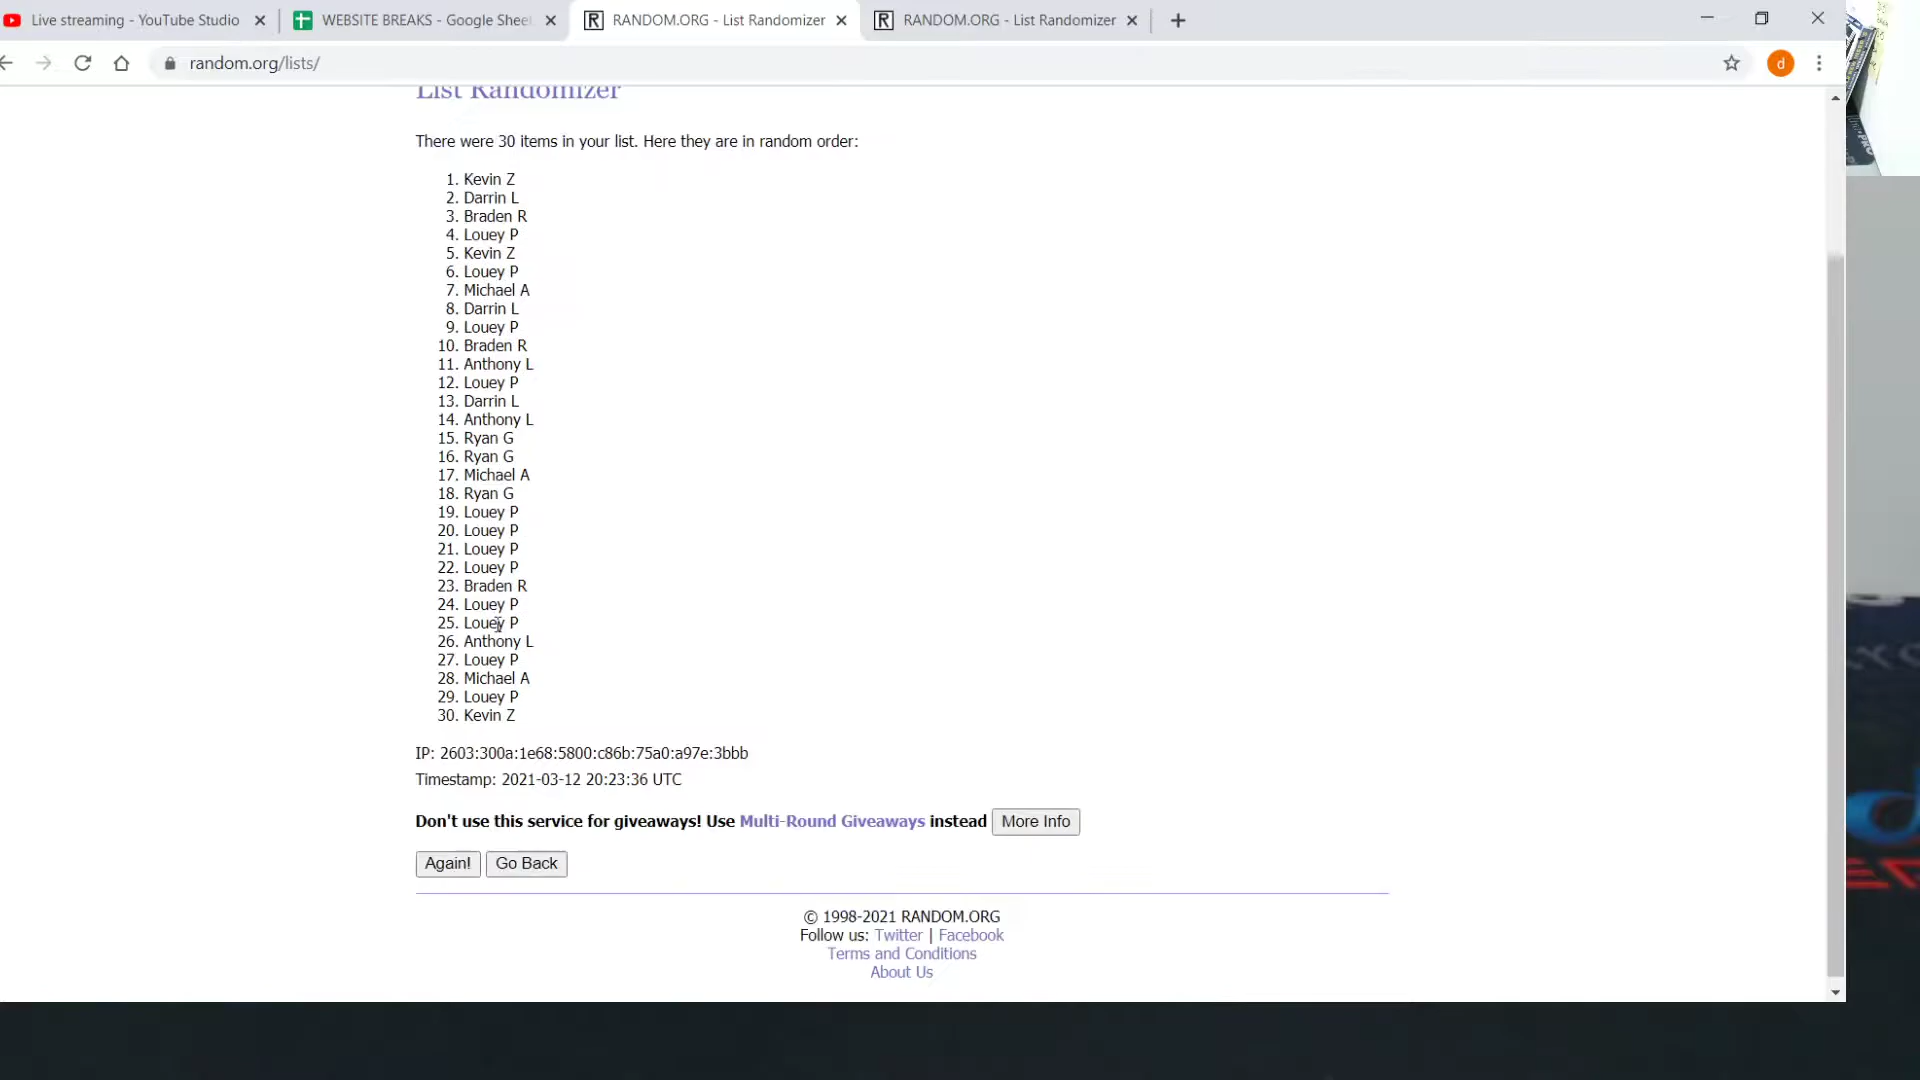 Live streaming - YouTube Studio
WEBSITE BREAKS - Google Shee
RANDOM.ORG - List Randomizer
RANDOM.ORG - List Randomizer
random.org/lists/
d
List Randomizer
There were 30 items in your list. Here they are in random order:
1. Kevin Z
2. Darrin L
3. Braden R
4. Louey P
5. Kevin Z
6. Louey P
7. Michael A
8. Darrin L
9. Louey P
10. Braden R
11. Anthony L
12. Louey P
13. Darrin L
14. Anthony L
15. Ryan G
16. Ryan G
17. Michael A
18. Ryan G
19. Louey P
20. Louey P
21. Louey P
22. Louey P
23. Braden R
24. Louey P
25. Louey P
26. Anthony L
27. Louey P
28. Michael A
29. Louey P
30. Kevin Z
IP: 2603:300a:1e68:5800:c86b:75a0:a97e:3bbb
Timestamp: 2021-03-12 20:23:36 UTC
Don't use this service for giveaways! Use Multi-Round Giveaways instead More Info
Again! Go Back
© 1998-2021 RANDOM.ORG
Follow us: Twitter | Facebook
Terms and Conditions
About Us